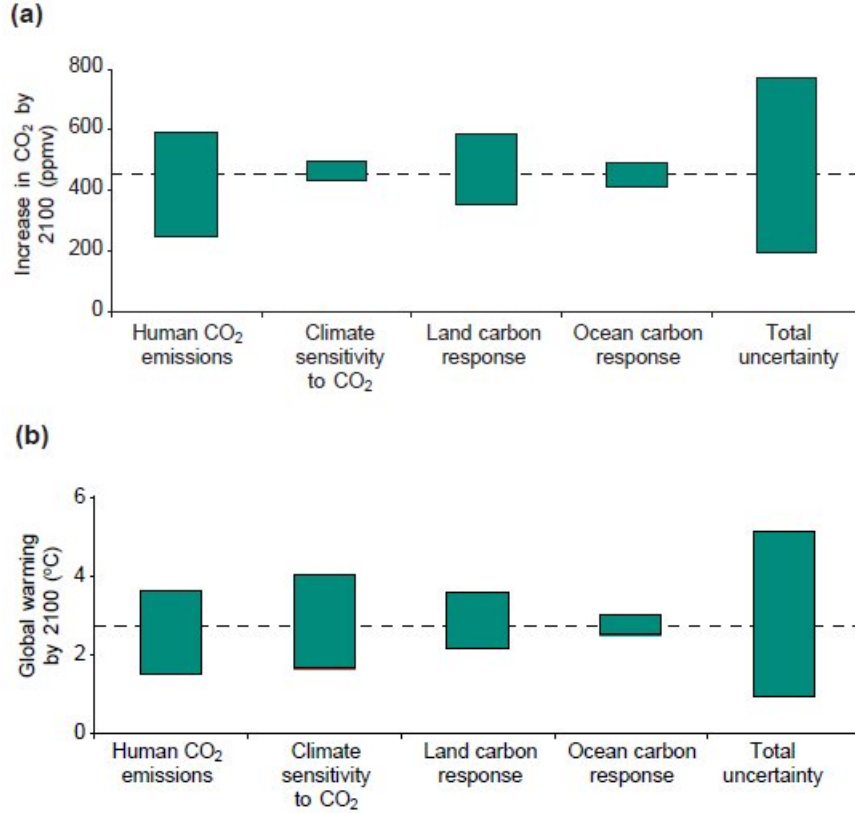 (a)
Increase in CO₂ by
2100 (ppmv)
800
600
400
200
0
Human CO₂
emissions
Climate
sensitivity
to CO₂
Land carbon
response
Ocean carbon
response
Total
uncertainty
(b)
Global warming
by 2100 (ºC)
6
4
2
0
Human CO₂
emissions
Climate
sensitivity
to CO₂
Land carbon
response
Ocean carbon
response
Total
uncertainty